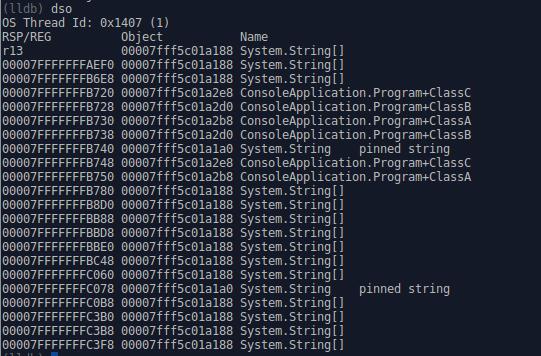 (lldb) dso
OS Thread Id: 0x1407 (1)
RSP/REG          Object           Name
r13              00007fff5c01a188 System.String[]
00007FFFFFFFAEF0 00007fff5c01a188 System.String[]
00007FFFFFFFB6E8 00007fff5c01a188 System.String[]
00007FFFFFFFB720 00007fff5c01a2e8 ConsoleApplication.Program+ClassC
00007FFFFFFFB728 00007fff5c01a2d0 ConsoleApplication.Program+ClassB
00007FFFFFFFB730 00007fff5c01a2b8 ConsoleApplication.Program+ClassA
00007FFFFFFFB738 00007fff5c01a2d0 ConsoleApplication.Program+ClassB
00007FFFFFFFB740 00007fff5c01a1a0 System.String    pinned string
00007FFFFFFFB748 00007fff5c01a2e8 ConsoleApplication.Program+ClassC
00007FFFFFFFB750 00007fff5c01a2b8 ConsoleApplication.Program+ClassA
00007FFFFFFFB780 00007fff5c01a188 System.String[]
00007FFFFFFFB8D0 00007fff5c01a188 System.String[]
00007FFFFFFFBB88 00007fff5c01a188 System.String[]
00007FFFFFFFBBD8 00007fff5c01a188 System.String[]
00007FFFFFFFBBE0 00007fff5c01a188 System.String[]
00007FFFFFFFBC48 00007fff5c01a188 System.String[]
00007FFFFFFFC060 00007fff5c01a188 System.String[]
00007FFFFFFFC078 00007fff5c01a1a0 System.String    pinned string
00007FFFFFFFC0B8 00007fff5c01a188 System.String[]
00007FFFFFFFC3B0 00007fff5c01a188 System.String[]
00007FFFFFFFC3B8 00007fff5c01a188 System.String[]
00007FFFFFFFC3F8 00007fff5c01a188 System.String[]
(lldb)